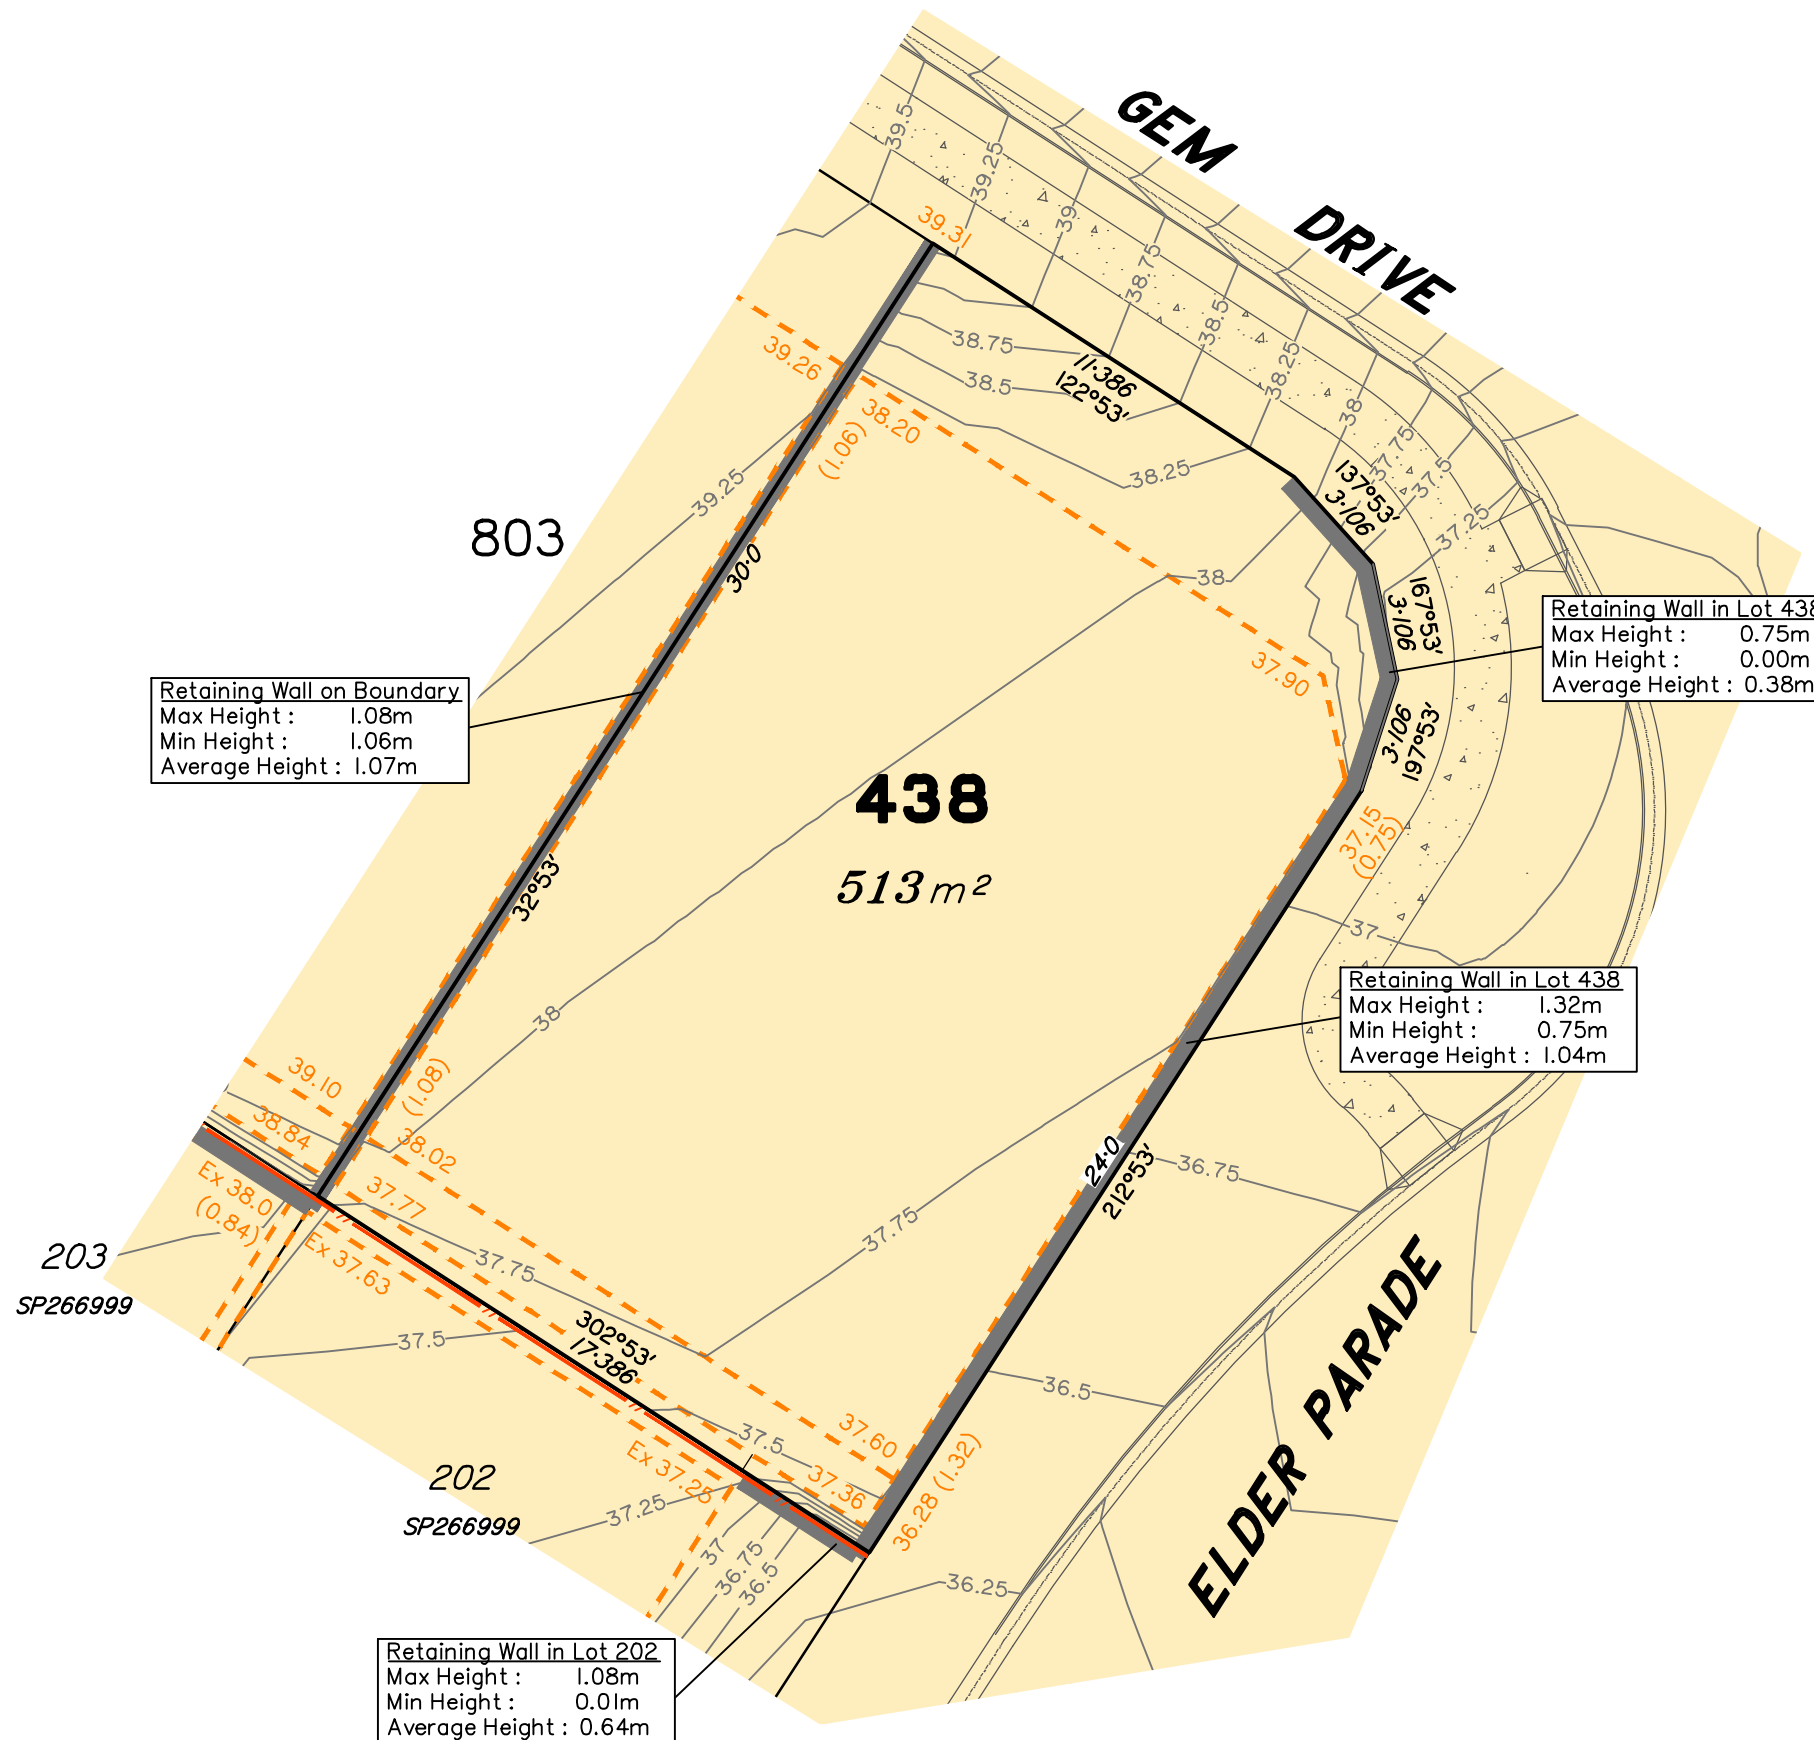 GEM DRIVE
39.5
39.25
39
38.75
38.5
38.25
38
37.75
37.5
37.25
39.31
39.26
38.20
(1.06)
38.75
38.5
38.25
11·386
122°53'
137°53'
3·106
167°53'
3·106
3·106
197°53'
803
39.25
30·0
32°53'
38
37.90
Retaining Wall in Lot 438
Max Height : 0.75m
Min Height : 0.00m
Average Height : 0.38m
Retaining Wall on Boundary
Max Height : 1.08m
Min Height : 1.06m
Average Height : 1.07m
438
513 m²
37.15
(0.75)
37
Retaining Wall in Lot 438
Max Height : 1.32m
Min Height : 0.75m
Average Height : 1.04m
38
39.10
(1.08)
38.84
38.02
Ex 38.0
(0.84)
37.77
Ex 37.63
37.75
37.75
24·0
212°53'
36.75
203
SP266999
37.5
302°53'
17·386
36.5
37.60
37.5
37.36
Ex 37.25
36.28 (1.32)
202
SP266999
37.25
37
36.75
36.5
36.25
ELDER PARADE
Retaining Wall in Lot 202
Max Height : 1.08m
Min Height : 0.01m
Average Height : 0.64m